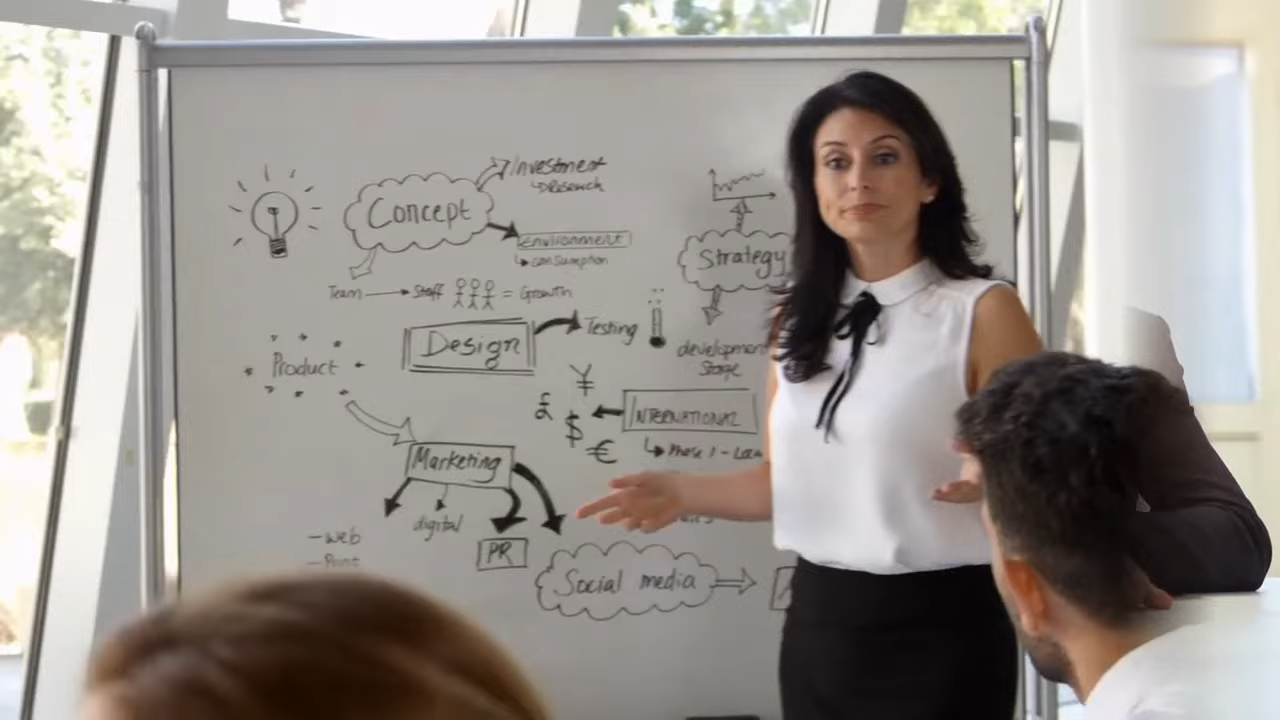 Investment
Research
Concept
Environment
consumption
Strategy
Team
Staff
= Growth
Design
Testing
development
Stage
Product
¥
£
$
€
INTERNATIONAL
Phase 1 - Loca
Marketing
digital
- web
- Print
PR
Social media